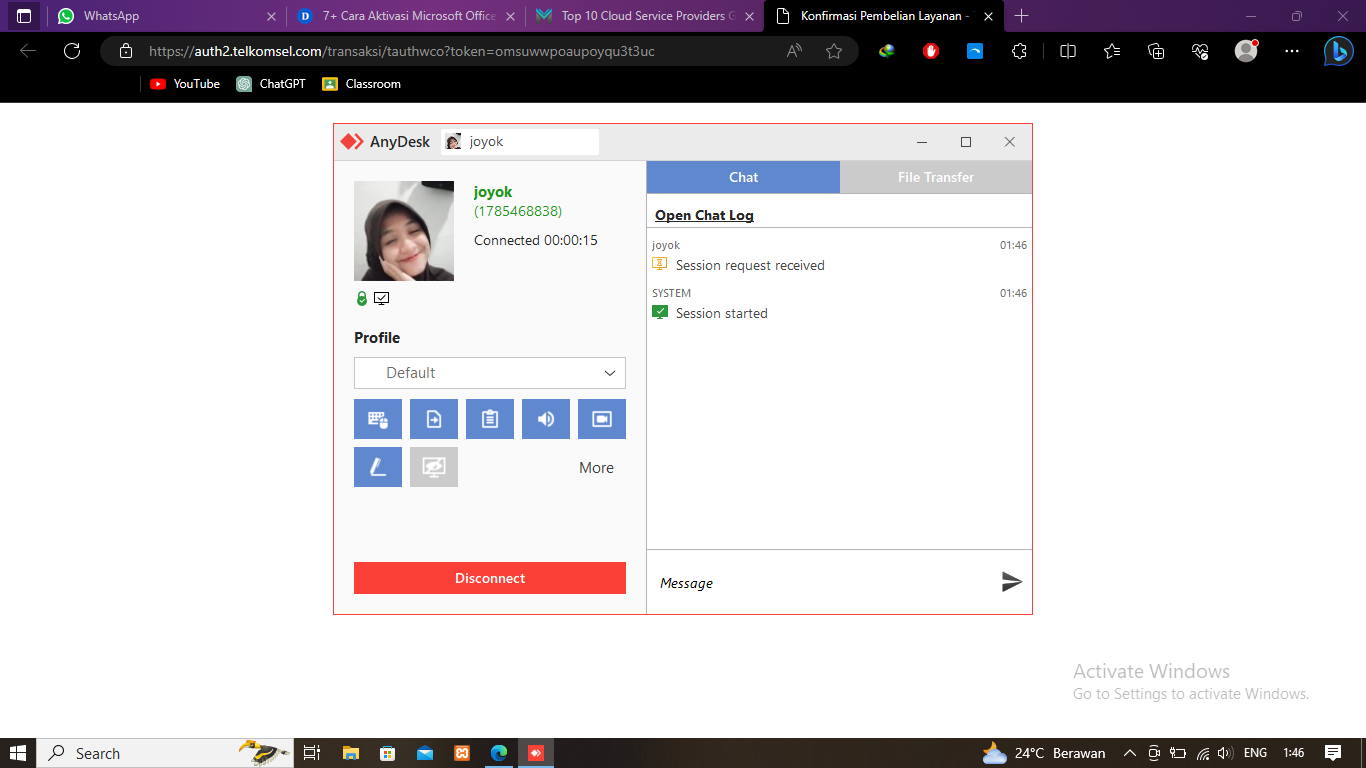 WhatsApp
7+ Cara Aktivasi Microsoft Office
Top 10 Cloud Service Providers G
Konfirmasi Pembelian Layanan -
https://auth2.telkomsel.com/transaksi/tauthwco?token=omsuwwpoaupoyqu3t3uc
YouTube
ChatGPT
Classroom
AnyDesk
joyok
joyok
(1785468838)
Connected 00:00:15
Profile
Default
More
Disconnect
Chat
File Transfer
Open Chat Log
joyok 01:46
Session request received
SYSTEM 01:46
Session started
Message
Activate Windows
Go to Settings to activate Windows.
Search
24°C Berawan
ENG
1:46